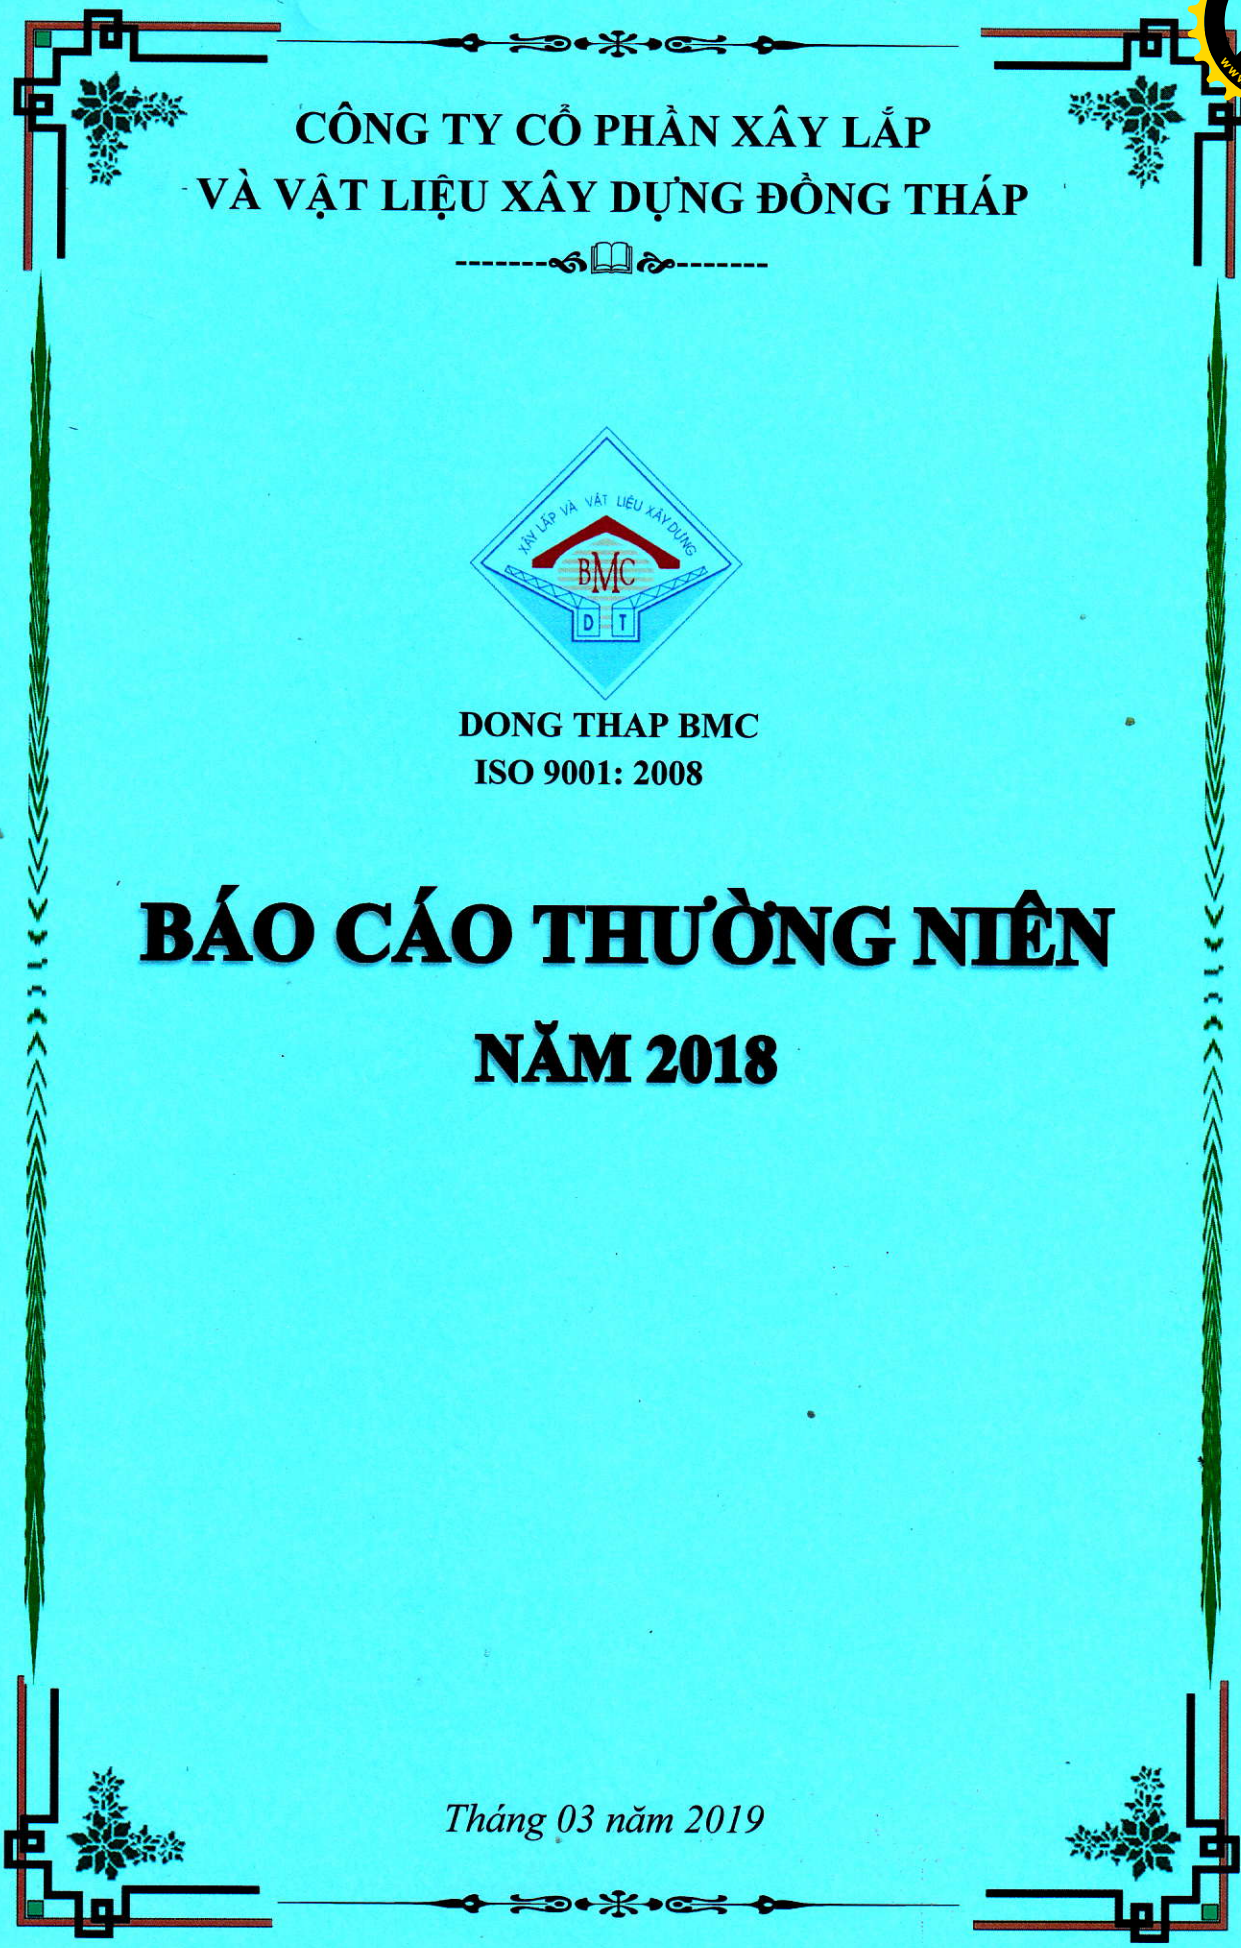 CÔNG TY CỔ PHẦN XÂY LẮP
VÀ VẬT LIỆU XÂY DỰNG ĐỒNG THÁP
XÂY LẮP VÀ VẬT LIỆU XÂY DỰNG
BMC
D T
DONG THAP BMC
ISO 9001: 2008
BÁO CÁO THƯỜNG NIÊN
NĂM 2018
Tháng 03 năm 2019